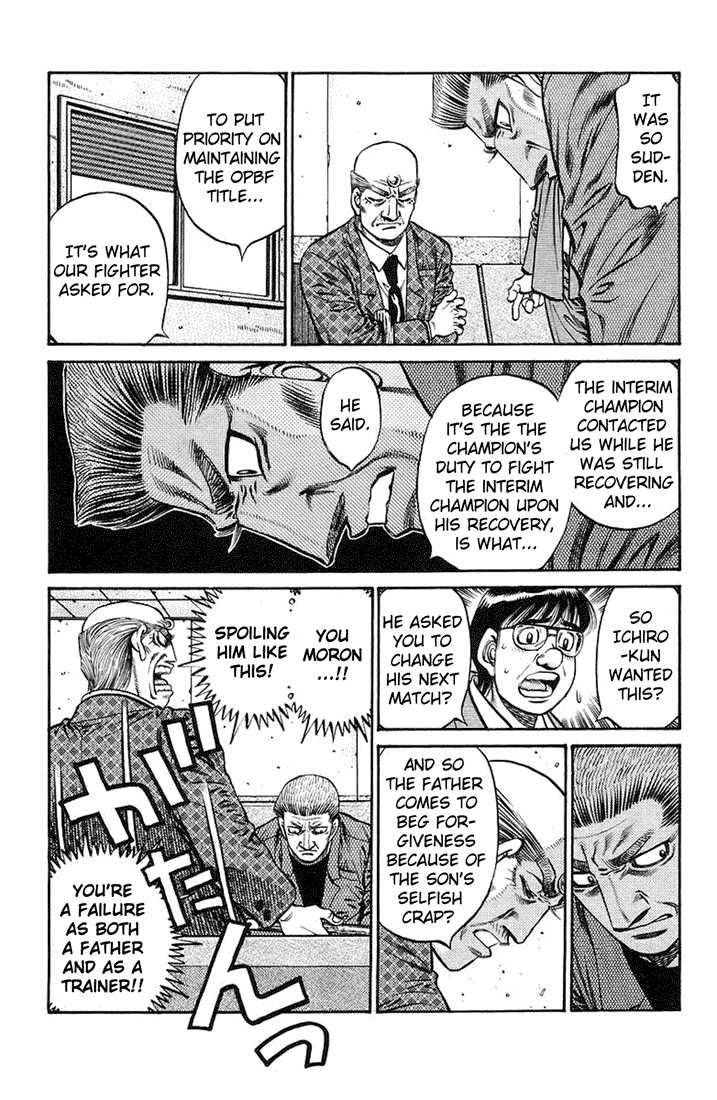 IT
WAS
SO
SUD-
DEN.
TO PUT
PRIORITY ON
MAINTAINING
THE OPBF
TITLE...
IT'S WHAT
OUR FIGHTER
ASKED FOR.
THE INTERIM
CHAMPION
CONTACTED
US WHILE HE
WAS STILL
RECOVERING
AND...
BECAUSE
IT'S THE THE
CHAMPION'S
DUTY TO FIGHT
THE INTERIM
CHAMPION UPON
HIS RECOVERY,
IS WHAT...
HE
SAID.
SO
ICHIRO
-KUN
WANTED
THIS?
HE ASKED
YOU TO
CHANGE
HIS NEXT
MATCH?
YOU
MORON
...!!
SPOILING
HIM LIKE
THIS!
ガたんっ
YOU'RE
A FAILURE
AS BOTH
A FATHER
AND AS A
TRAINER!!
AND SO
THE FATHER
COMES TO
BEG FOR-
GIVENESS
BECAUSE OF
THE SON'S
SELFISH
CRAP?